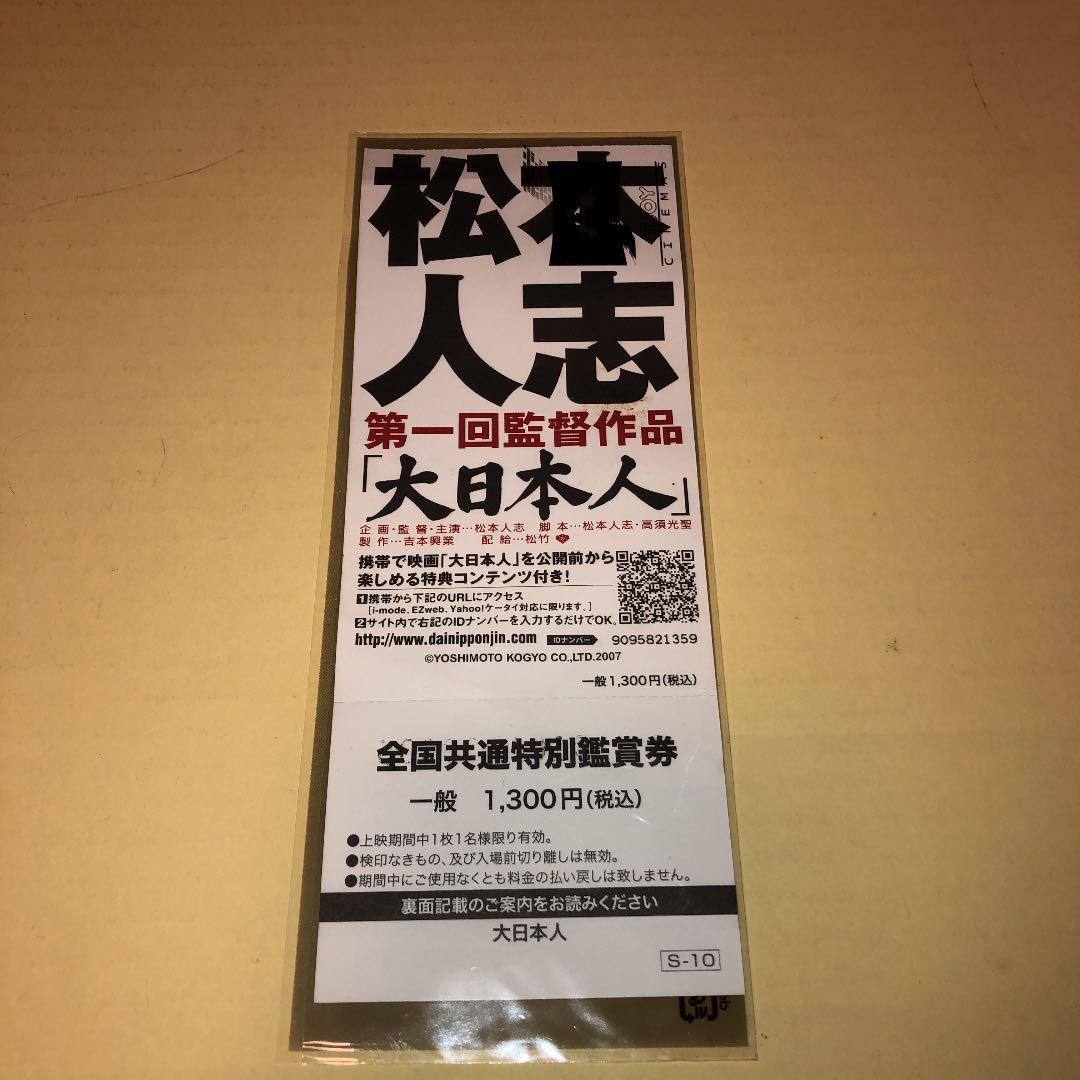 松本
人志
CINEMAS
第一回監督作品
「大日本人」
企画・監督・主演…松本人志 脚本…松本人志・高須光聖
製作…吉本興業 配給…松竹
携帯で映画「大日本人」を公開前から
楽しめる特典コンテンツ付き!
1携帯から下記のURLにアクセス
[i-mode、EZweb、Yahoo!ケータイ対応に限ります。]
2サイト内で右記のIDナンバーを入力するだけでOK。
http://www.dainipponjin.com IDナンバー 9095821359
©YOSHIMOTO KOGYO CO.,LTD.2007
一般1,300円(税込)
全国共通特別鑑賞券
一般 1,300円(税込)
●上映期間中1枚1名様限り有効。
●検印なきもの、及び入場前切り離しは無効。
●期間中にご使用なくとも料金の払い戻しは致しません。
裏面記載のご案内をお読みください
大日本人
S-10